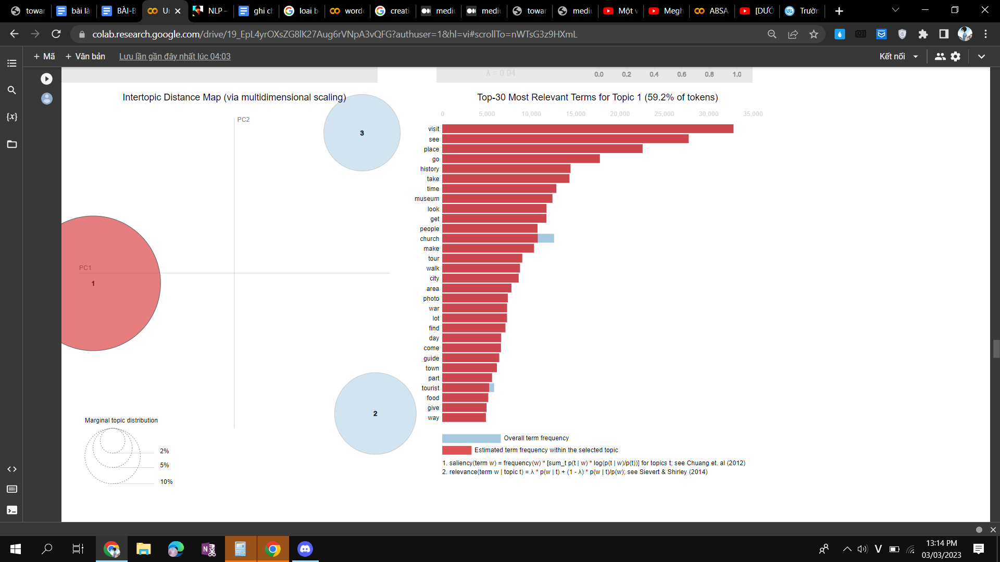 towar
bài là
BÀI-B
Ur
NLP -
ghi ch
loai b
wordc
creati
mediu
mediu
towar
mediu
Một v
Megh
ABSA
[DƯỚ
Trườn
colab.research.google.com/drive/19_EpL4yrOXsZG8lK27Aug6rVNpA3vQFG?authuser=1&hl=vi#scrollTo=nWTsG3z9HXmL
+ Mã + Văn bản Lưu lần gần đây nhất lúc 04:03 Kết nối
λ = 0.94 0.0 0.2 0.4 0.6 0.8 1.0
Intertopic Distance Map (via multidimensional scaling)
PC2
3
PC1
1
2
Marginal topic distribution
2%
5%
10%
Top-30 Most Relevant Terms for Topic 1 (59.2% of tokens)
0 5,000 10,000 15,000 20,000 25,000 30,000 35,000
visit
see
place
go
history
take
time
museum
look
get
people
church
make
tour
walk
city
area
photo
war
lot
find
day
come
guide
town
part
tourist
food
give
way
Overall term frequency
Estimated term frequency within the selected topic
1. saliency(term w) = frequency(w) * [sum_t p(t | w) * log(p(t | w)/p(t))] for topics t; see Chuang et. al (2012)
2. relevance(term w | topic t) = λ * p(w | t) + (1 - λ) * p(w | t)/p(w); see Sievert & Shirley (2014)
V
13:14 PM
03/03/2023